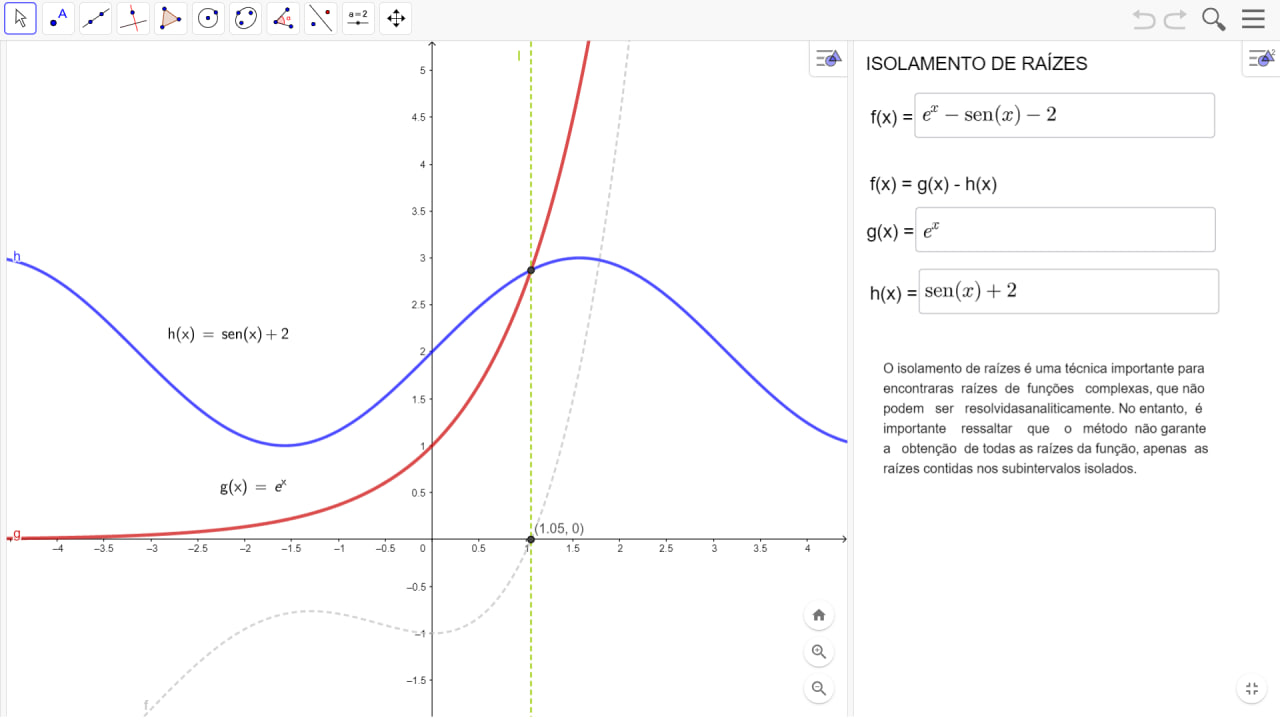 A
a=2
l
5
4.5
4
3.5
3
2.5
2
1.5
1
0.5
0
−0.5
−1
−1.5
−4 −3.5 −3 −2.5 −2 −1.5 −1 −0.5 0.5 1 1.5 2 2.5 3 3.5 4
h
h(x) = sen(x) + 2
g(x) = eˣ
g
(1.05, 0)
f
ISOLAMENTO DE RAÍZES
f(x) = eˣ − sen(x) − 2
f(x) = g(x) - h(x)
g(x) = eˣ
h(x) = sen(x) + 2
O isolamento de raízes é uma técnica importante para
encontraras raízes de funções complexas, que não
podem ser resolvidasanaliticamente. No entanto, é
importante ressaltar que o método não garante
a obtenção de todas as raízes da função, apenas as
raízes contidas nos subintervalos isolados.